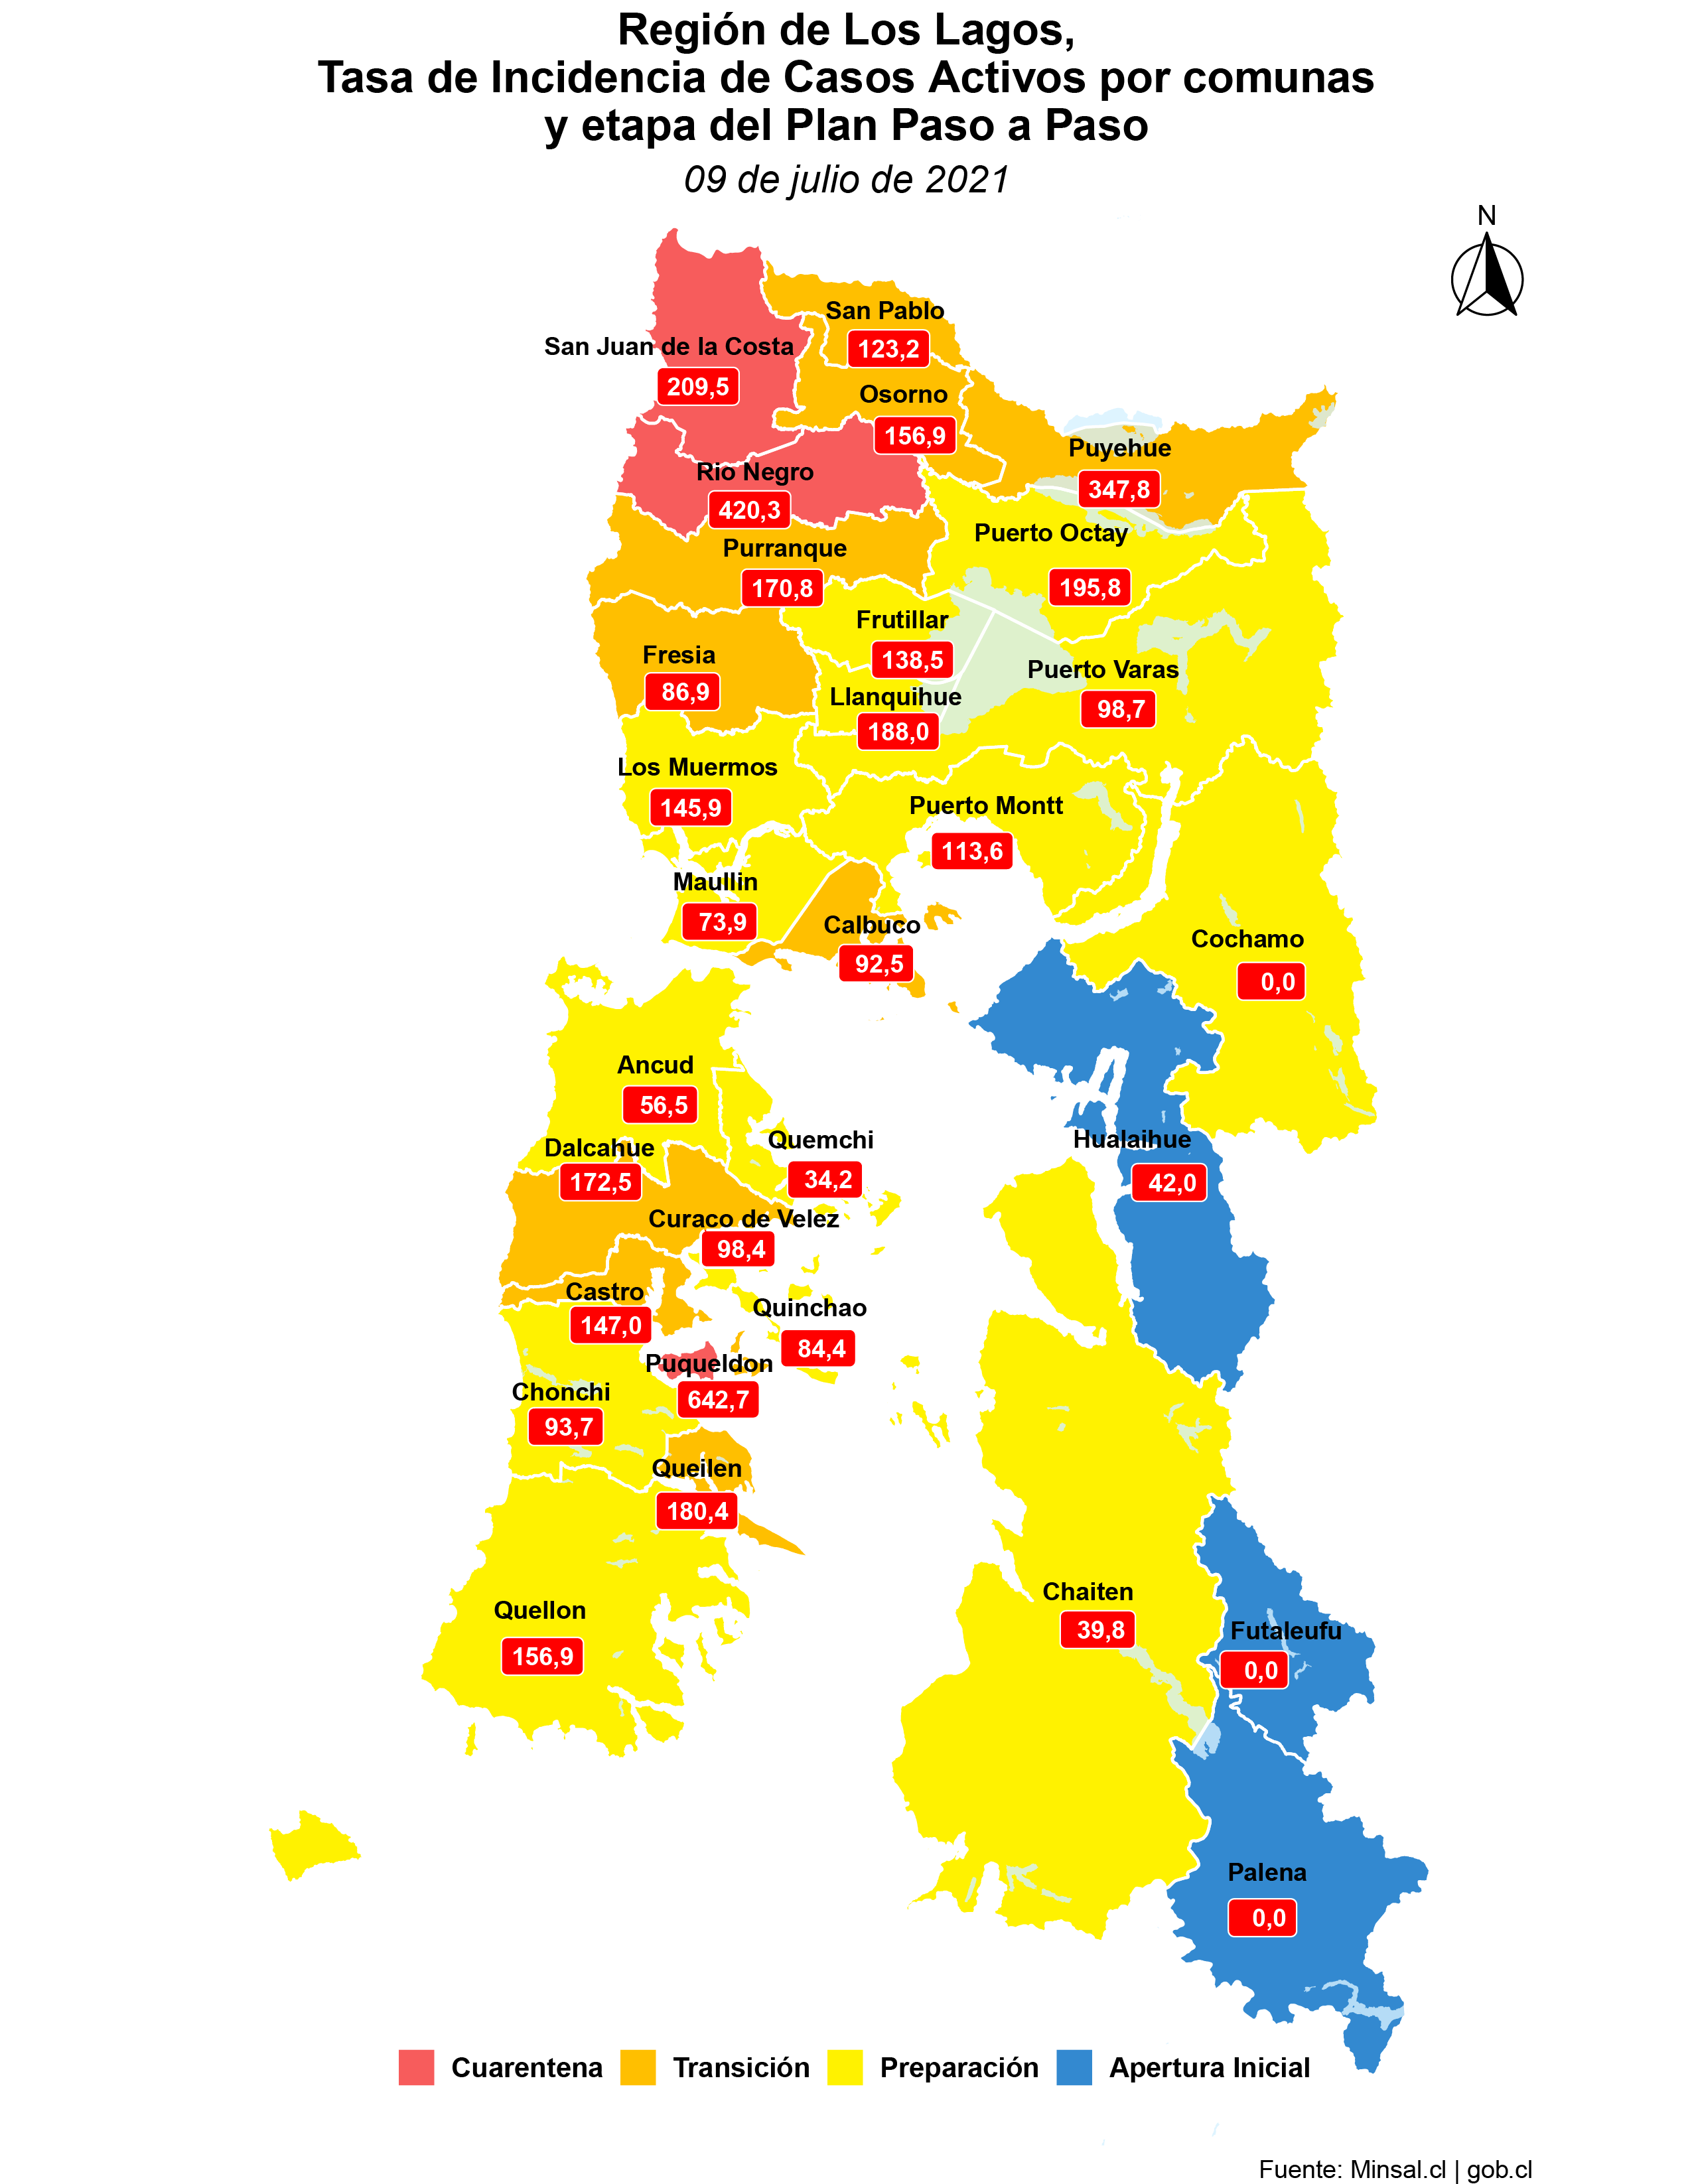 Región de Los Lagos,
Tasa de Incidencia de Casos Activos por comunas
y etapa del Plan Paso a Paso
09 de julio de 2021
N
San Pablo
123,2
San Juan de la Costa
209,5
Osorno
156,9
Puyehue
347,8
Rio Negro
420,3
Puerto Octay
195,8
Purranque
170,8
Frutillar
138,5
Fresia
86,9
Puerto Varas
98,7
Llanquihue
188,0
Los Muermos
145,9
Puerto Montt
113,6
Maullin
73,9
Calbuco
92,5
Cochamo
0,0
Ancud
56,5
Quemchi
34,2
Hualaihue
42,0
Dalcahue
172,5
Curaco de Velez
98,4
Castro
147,0
Quinchao
84,4
Puqueldon
642,7
Chonchi
93,7
Queilen
180,4
Chaiten
39,8
Quellon
156,9
Futaleufu
0,0
Palena
0,0
Cuarentena Transición Preparación Apertura Inicial
Fuente: Minsal.cl | gob.cl